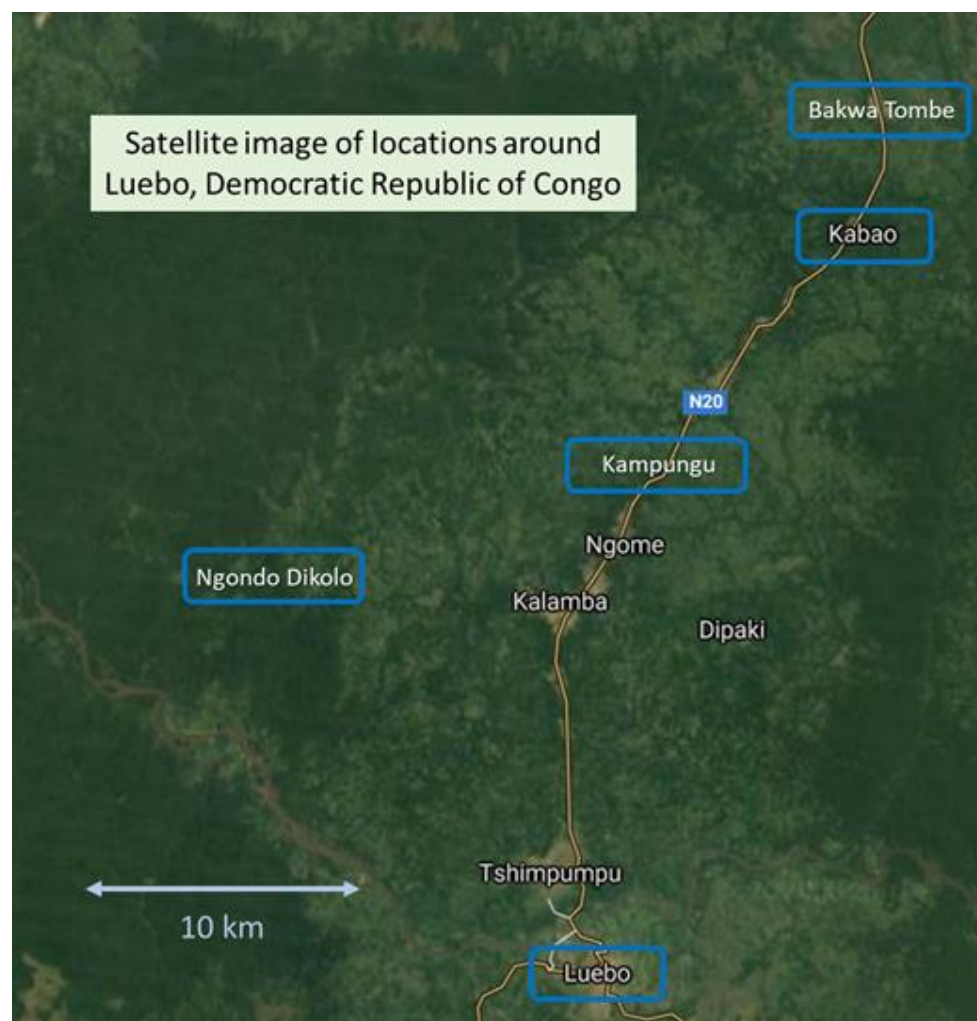 Satellite image of locations around
Luebo, Democratic Republic of Congo
Bakwa Tombe
Kabao
N20
Kampungu
Ngome
Ngondo Dikolo
Kalamba
Dipaki
Tshimpumpu
10 km
Luebo